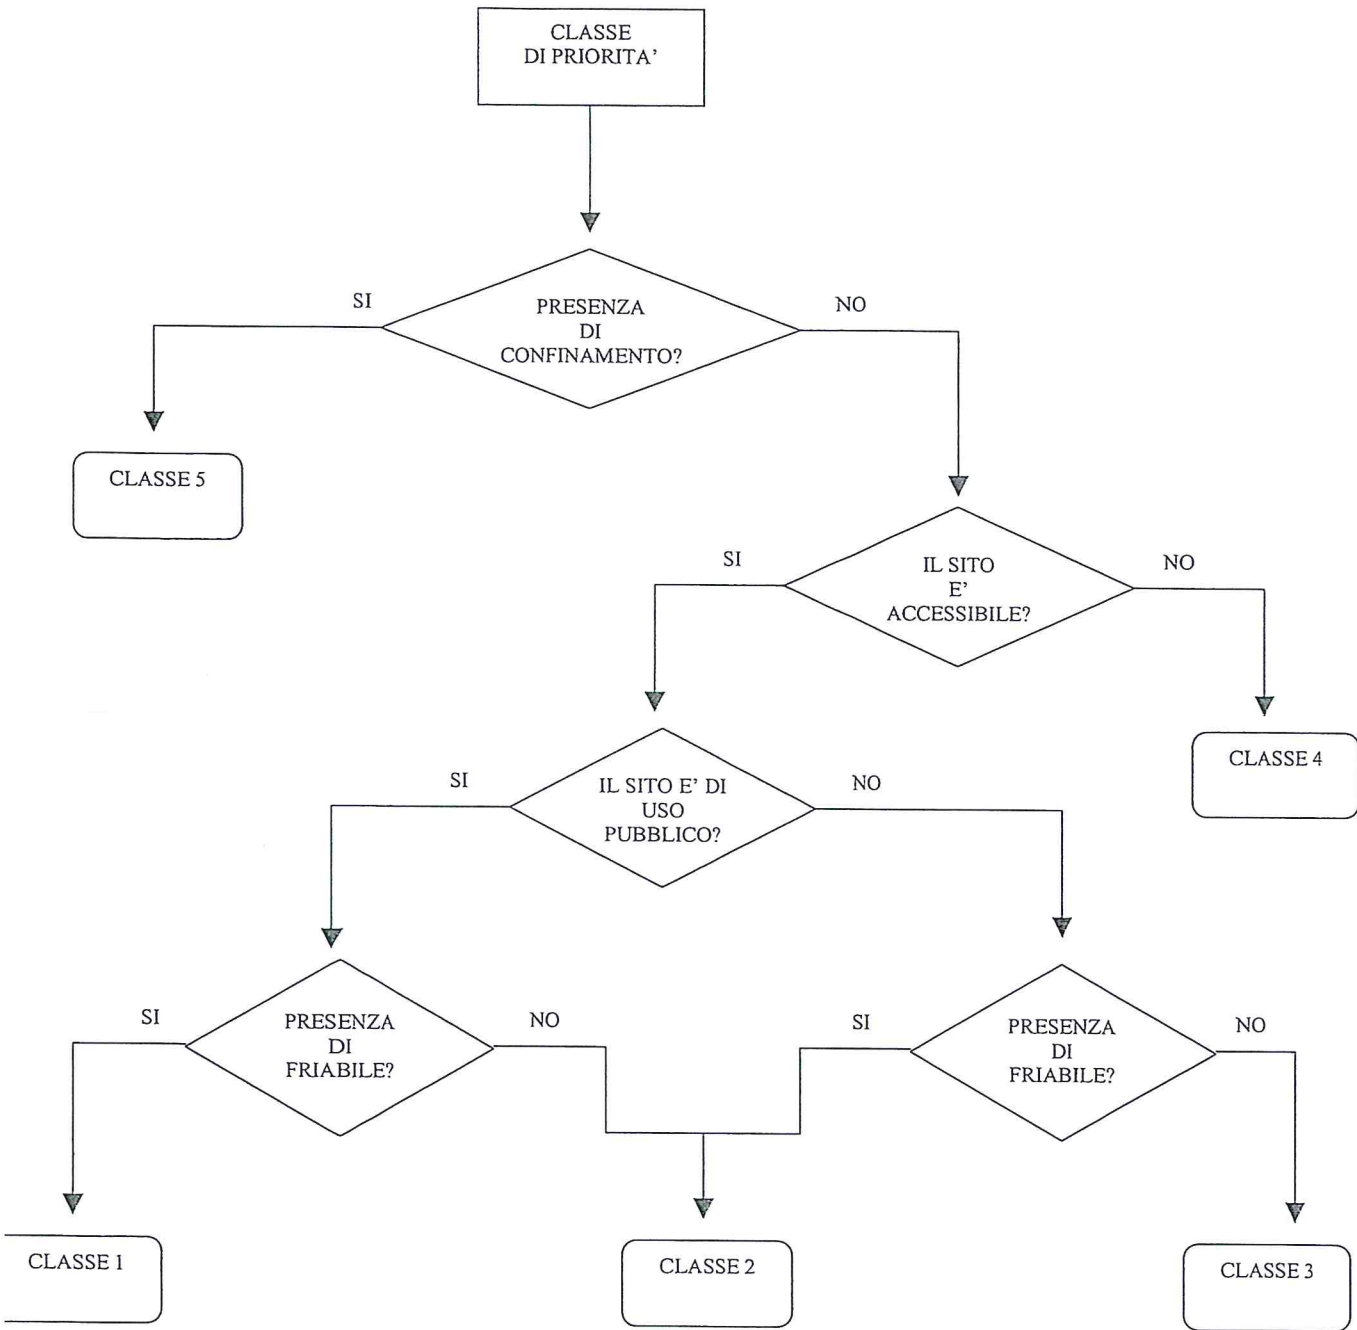 CLASSE
DI PRIORITA’
SI
NO
PRESENZA
DI
CONFINAMENTO?
CLASSE 5
SI
NO
IL SITO
E’
ACCESSIBILE?
CLASSE 4
SI
NO
IL SITO E’ DI
USO
PUBBLICO?
SI
NO
PRESENZA
DI
FRIABILE?
SI
NO
PRESENZA
DI
FRIABILE?
CLASSE 1
CLASSE 2
CLASSE 3